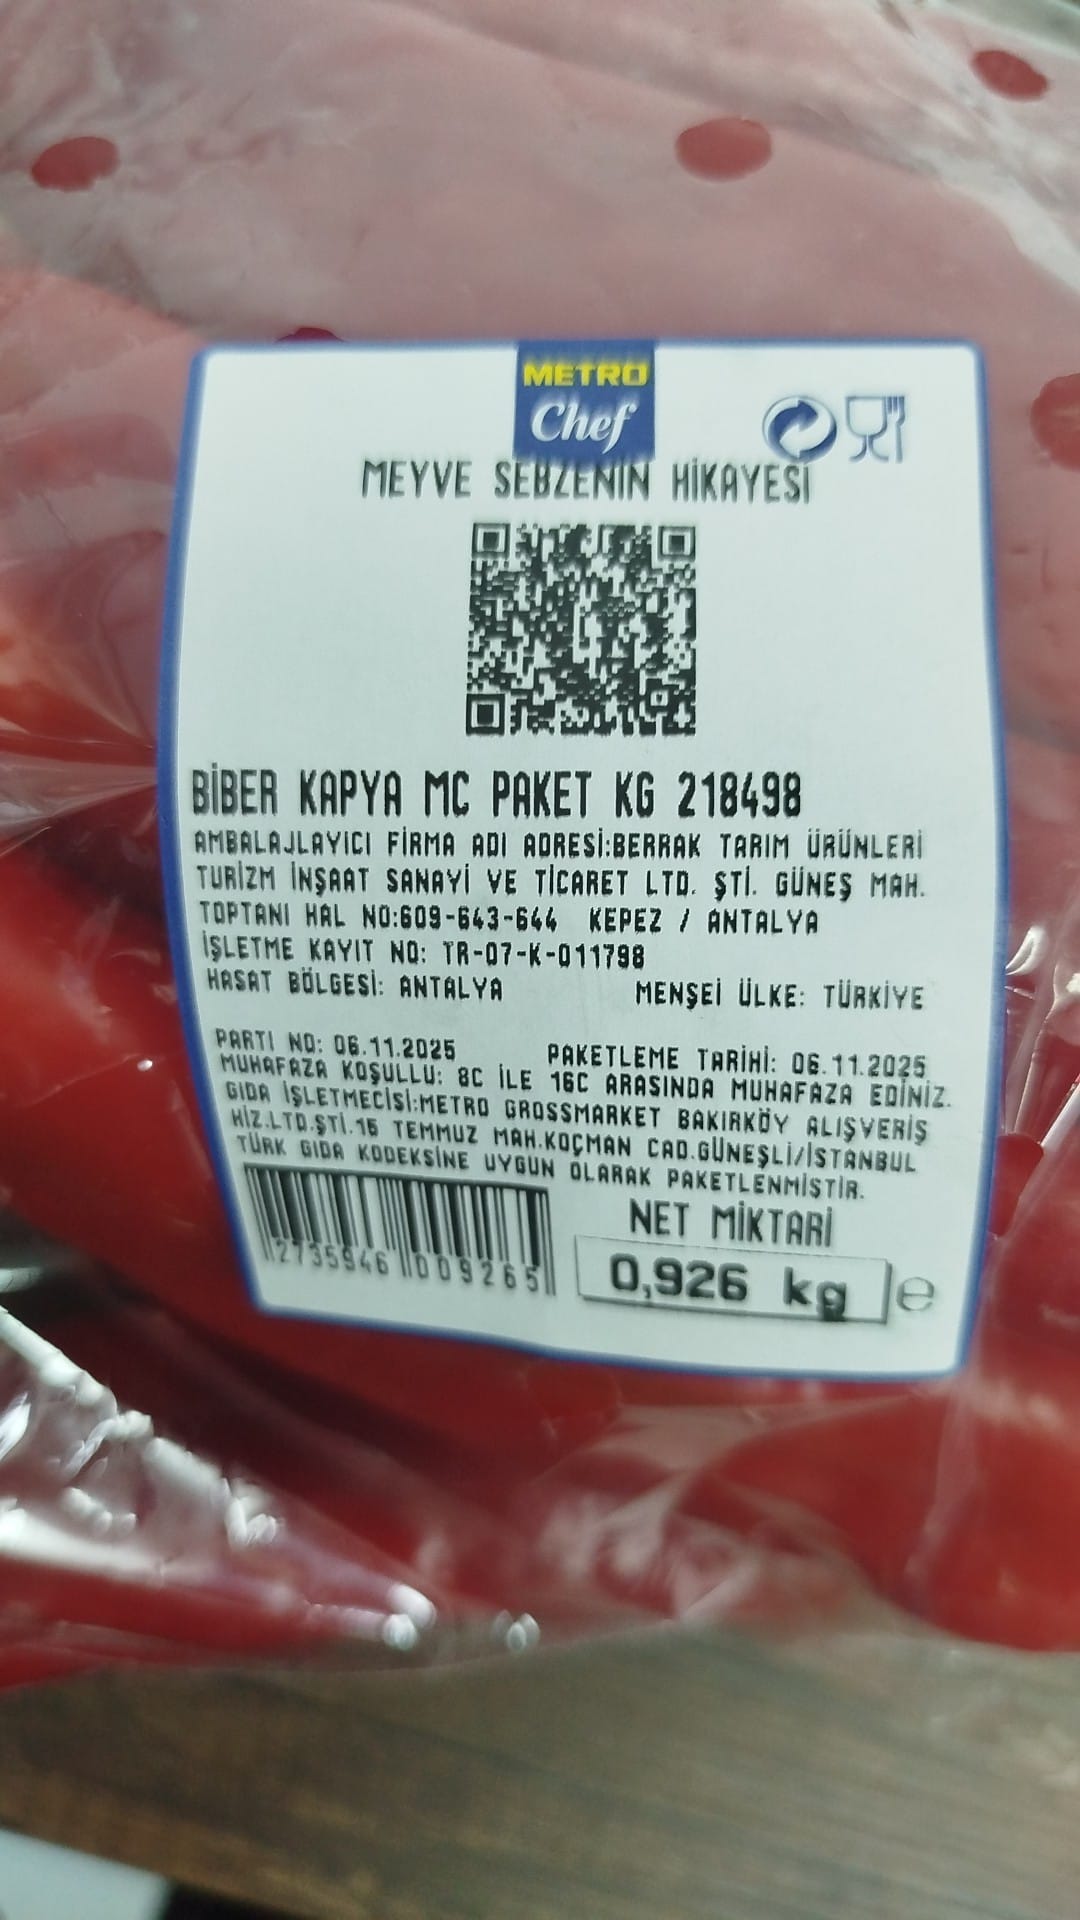 METRO
Chef
MEYVE SEBZENİN HİKAYESİ
BİBER KAPYA MC PAKET KG 218498
AMBALAJLAYICI FİRMA ADI ADRESİ:BERRAK TARIM ÜRÜNLERİ
TURİZM İNŞAAT SANAYİ VE TİCARET LTD. ŞTİ. GÜNEŞ MAH.
TOPTANI HAL NO:609-643-644 KEPEZ / ANTALYA
İŞLETME KAYIT NO: TR-07-K-011798
HASAT BÖLGESİ: ANTALYA MENŞEİ ÜLKE: TÜRKİYE
PARTI NO: 06.11.2025 PAKETLEME TARİHİ: 06.11.2025
MUHAFAZA KOŞULLU: 8C İLE 16C ARASINDA MUHAFAZA EDİNİZ.
GIDA İŞLETMECİSİ:METRO GROSSMARKET BAKIRKÖY ALIŞVERİŞ
HİZ.LTD.ŞTİ.15 TEMMUZ MAH.KOÇMAN CAD.GÜNEŞLİ/İSTANBUL
TÜRK GIDA KODEKSİNE UYGUN OLARAK PAKETLENMİŞTİR.
2735946 009265
NET MİKTARİ
0,926 kg e